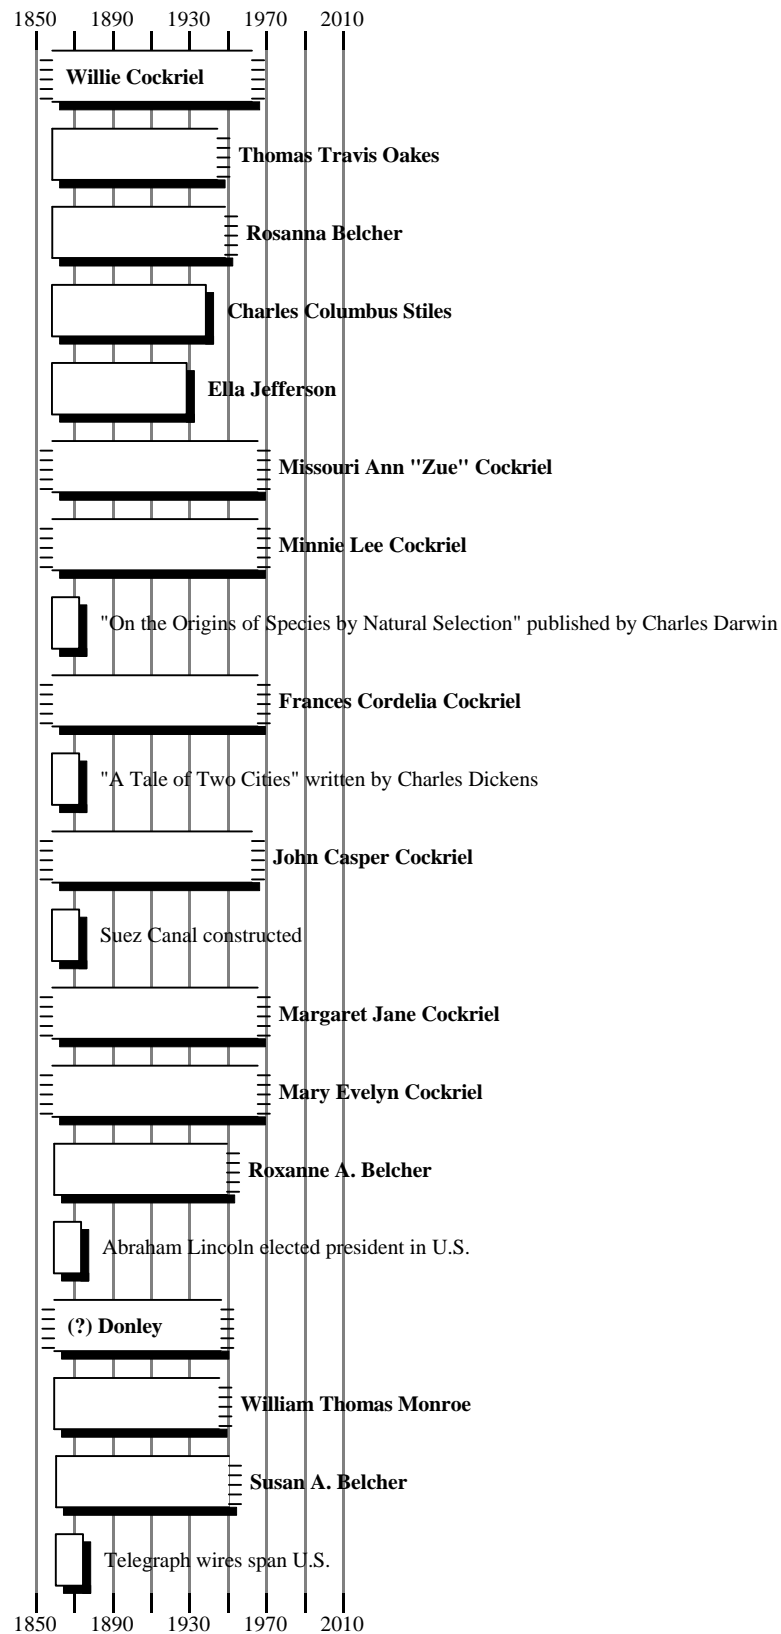 1850 1890 1930 1970 2010
Willie Cockriel
Thomas Travis Oakes
Rosanna Belcher
Charles Columbus Stiles
Ella Jefferson
Missouri Ann "Zue" Cockriel
Minnie Lee Cockriel
"On the Origins of Species by Natural Selection" published by Charles Darwin
Frances Cordelia Cockriel
"A Tale of Two Cities" written by Charles Dickens
John Casper Cockriel
Suez Canal constructed
Margaret Jane Cockriel
Mary Evelyn Cockriel
Roxanne A. Belcher
Abraham Lincoln elected president in U.S.
(?) Donley
William Thomas Monroe
Susan A. Belcher
Telegraph wires span U.S.
1850 1890 1930 1970 2010